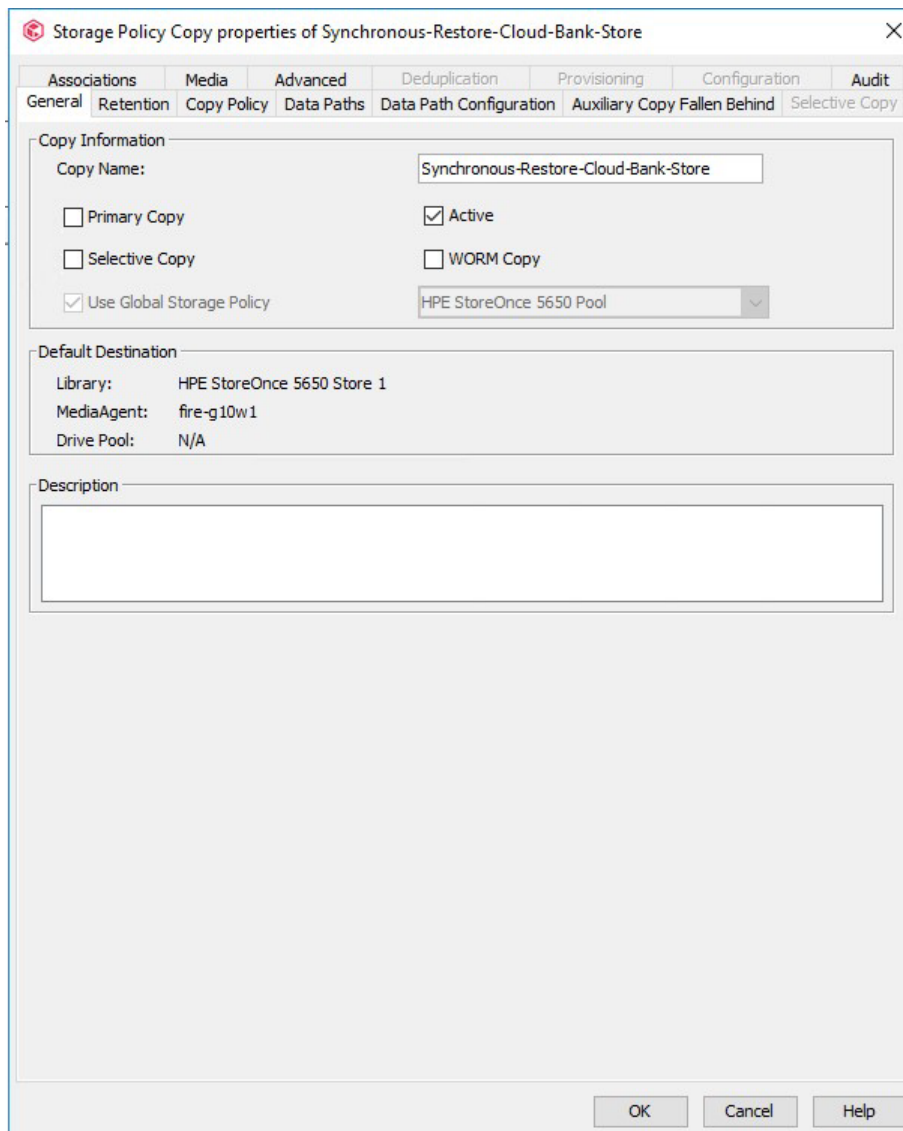 Storage Policy Copy properties of Synchronous-Restore-Cloud-Bank-Store
Associations Media Advanced Deduplication Provisioning Configuration Audit
General Retention Copy Policy Data Paths Data Path Configuration Auxiliary Copy Fallen Behind Selective Copy
Copy Information
Copy Name: Synchronous-Restore-Cloud-Bank-Store
Primary Copy Active
Selective Copy WORM Copy
Use Global Storage Policy HPE StoreOnce 5650 Pool
Default Destination
Library: HPE StoreOnce 5650 Store 1
MediaAgent: fire-g10w1
Drive Pool: N/A
Description
OK Cancel Help